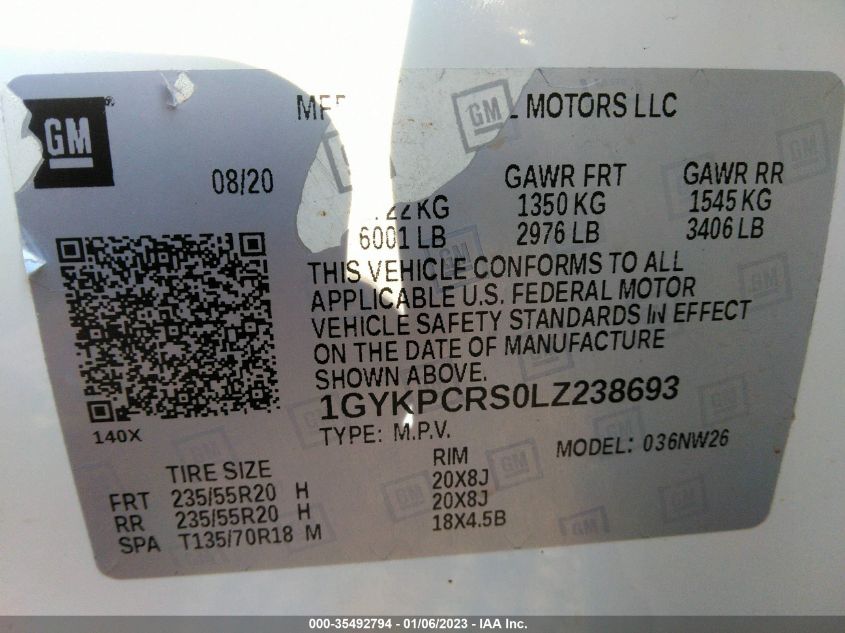 GM
MF MOTORS LLC
08/20
GAWR FRT GAWR RR
22 KG 1350 KG 1545 KG
6001 LB 2976 LB 3406 LB
THIS VEHICLE CONFORMS TO ALL
APPLICABLE U.S. FEDERAL MOTOR
VEHICLE SAFETY STANDARDS IN EFFECT
ON THE DATE OF MANUFACTURE
SHOWN ABOVE.
1GYKPCRS0LZ238693
140X
TYPE: M.P.V. MODEL: 036NW26
TIRE SIZE RIM
FRT 235/55R20 H 20X8J
RR 235/55R20 H 20X8J
SPA T135/70R18 M 18X4.5B
000-35492794 - 01/06/2023 - IAA Inc.